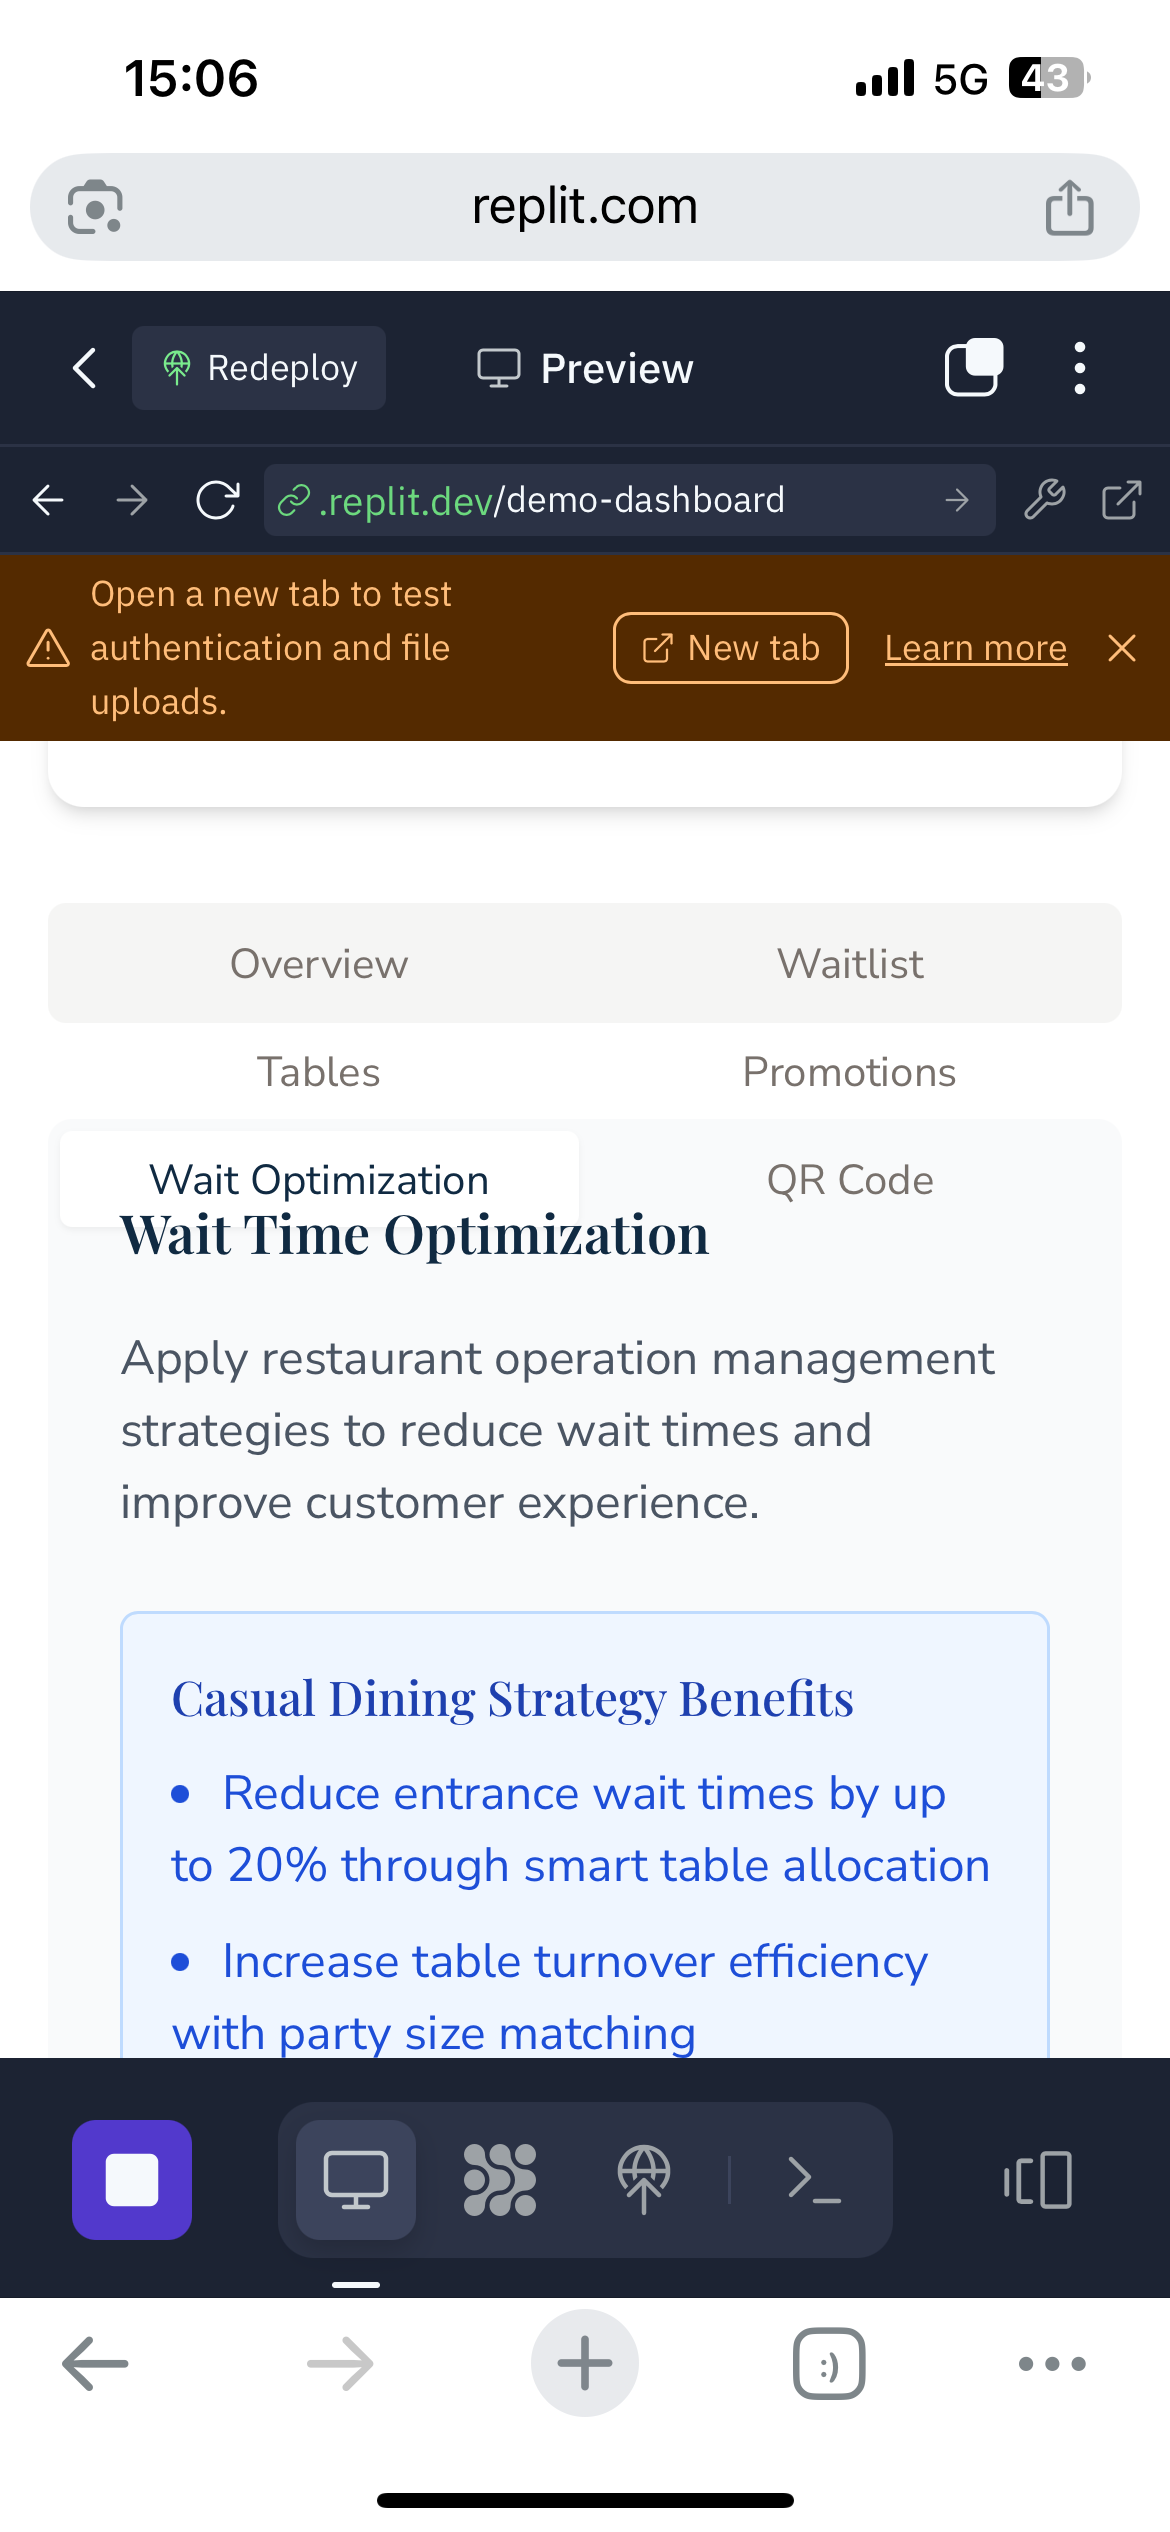 15:06
5G 43
replit.com
Redeploy
Preview
.replit.dev/demo-dashboard
Open a new tab to test
authentication and file
uploads.
New tab
Learn more
Overview
Waitlist
Tables
Promotions
Wait Optimization
QR Code
Wait Time Optimization
Apply restaurant operation management
strategies to reduce wait times and
improve customer experience.
Casual Dining Strategy Benefits
• Reduce entrance wait times by up
to 20% through smart table allocation
• Increase table turnover efficiency
with party size matching
:)